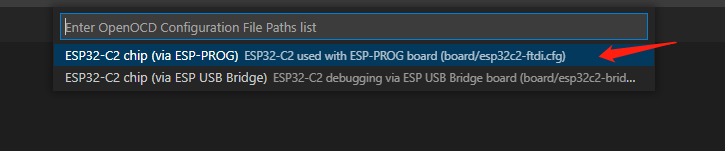 Enter OpenOCD Configuration File Paths list
ESP32-C2 chip (via ESP-PROG) ESP32-C2 used with ESP-PROG board (board/esp32c2-ftdi.cfg)
ESP32-C2 chip (via ESP USB Bridge) ESP32-C2 debugging via ESP USB Bridge board (board/esp32c2-brid...